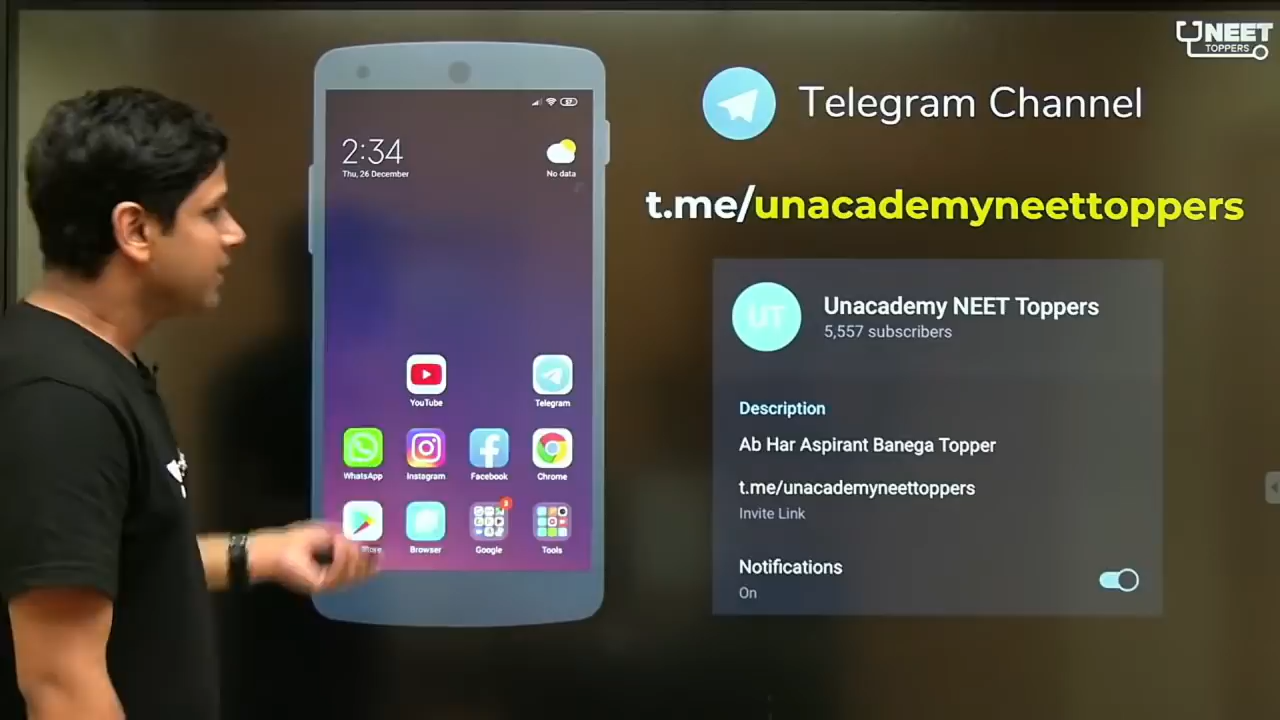 UNEET
TOPPERS
Telegram Channel
t.me/unacademyneettoppers
2:34
Thu, 26 December
No data
UT
Unacademy NEET Toppers
5,557 subscribers
YouTube
Telegram
Description
Ab Har Aspirant Banega Topper
WhatsApp
Instagram
Facebook
Chrome
t.me/unacademyneettoppers
Invite Link
Browser
Google
Tools
Notifications
On